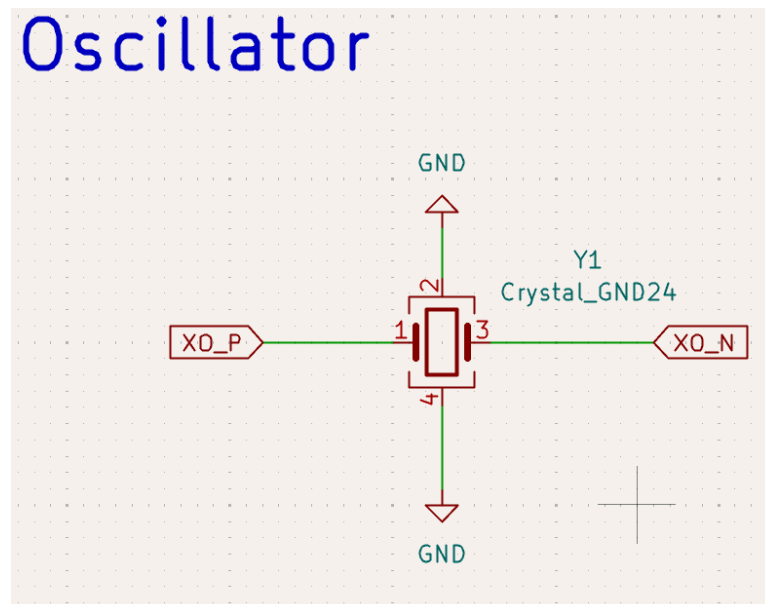 Oscillator
GND
Y1
Crystal_GND24
2
XO_P
1
3
XO_N
4
GND